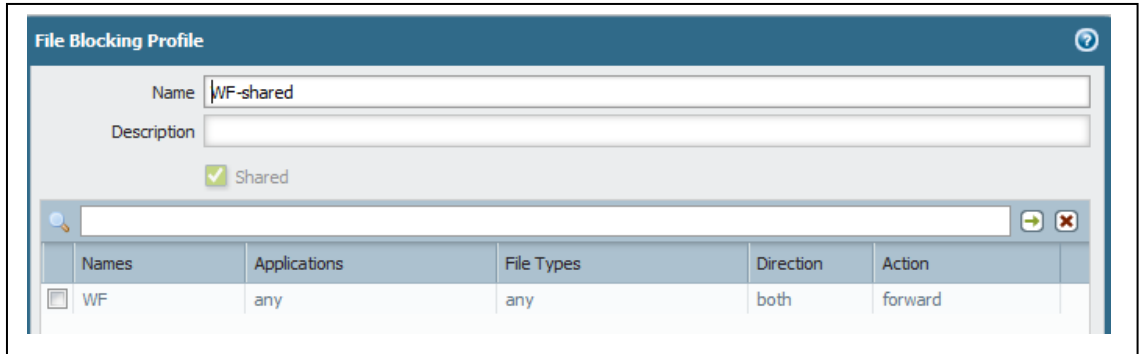 File Blocking Profile
Name WF-shared
Description
Shared
Names Applications File Types Direction Action
WF any any both forward